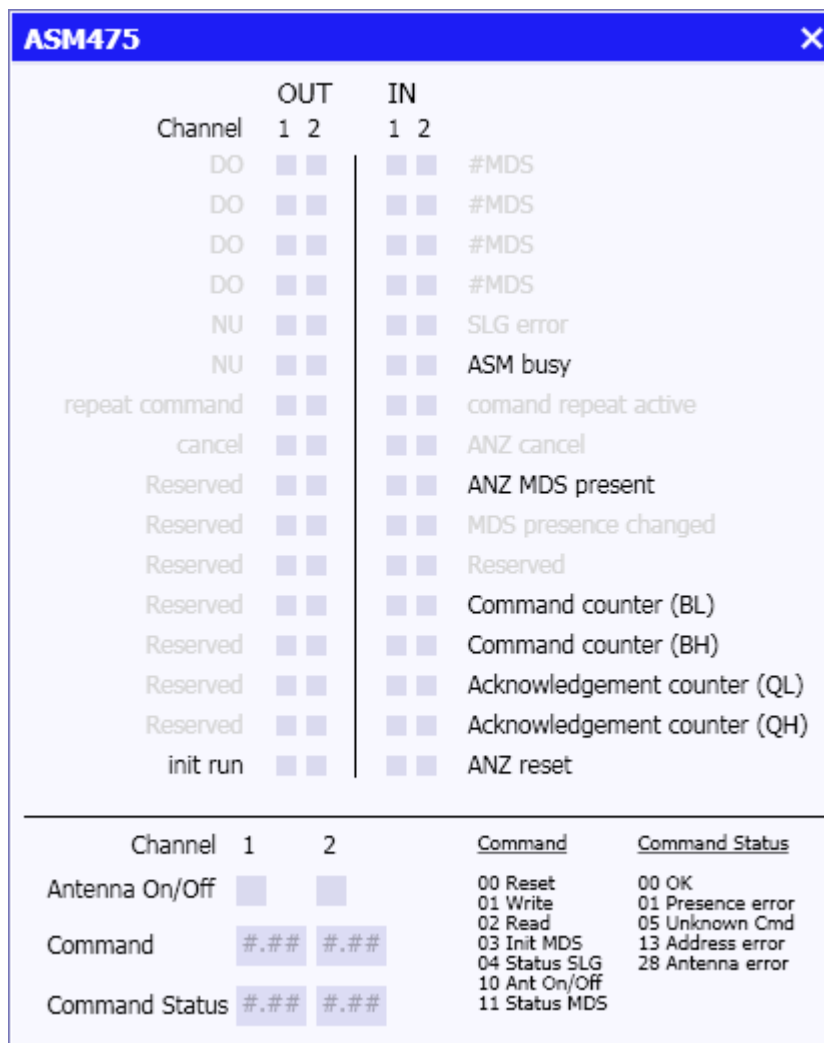 ASM475 ×
OUT IN
Channel 1 2 1 2
DO #MDS
DO #MDS
DO #MDS
DO #MDS
NU SLG error
NU ASM busy
repeat command comand repeat active
cancel ANZ cancel
Reserved ANZ MDS present
Reserved MDS presence changed
Reserved Reserved
Reserved Command counter (BL)
Reserved Command counter (BH)
Reserved Acknowledgement counter (QL)
Reserved Acknowledgement counter (QH)
init run ANZ reset
Channel 1 2
Antenna On/Off
Command #.## #.##
Command Status #.## #.##
Command
00 Reset
01 Write
02 Read
03 Init MDS
04 Status SLG
10 Ant On/Off
11 Status MDS
Command Status
00 OK
01 Presence error
05 Unknown Cmd
13 Address error
28 Antenna error